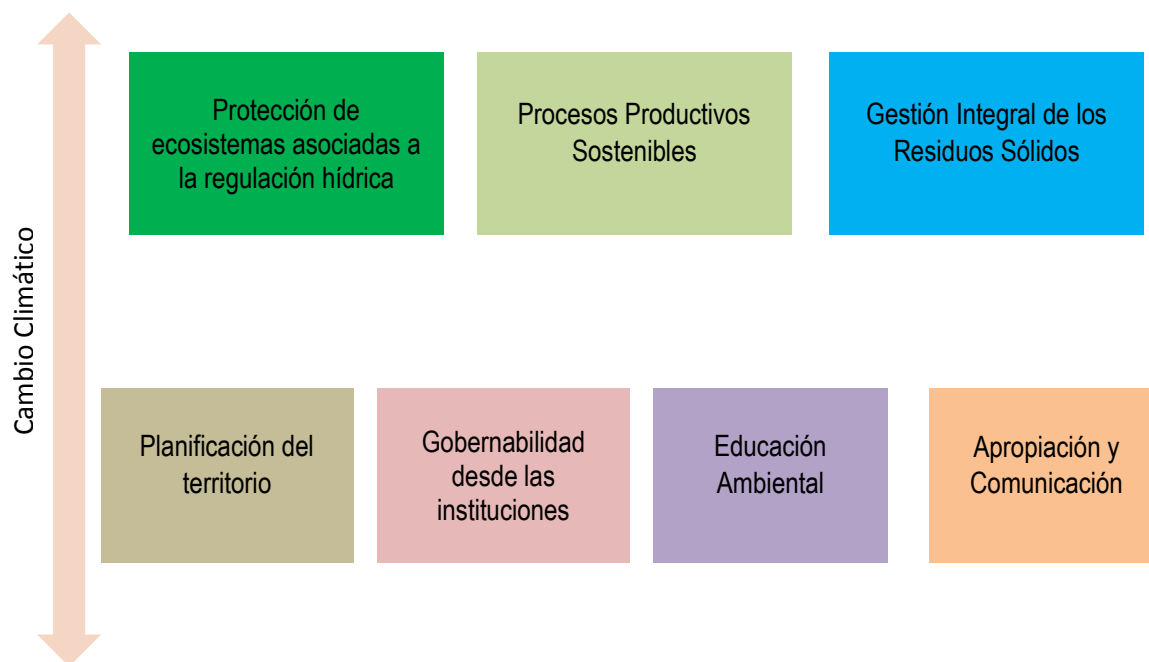 Cambio Climático
Protección de
ecosistemas asociadas a
la regulación hídrica
Procesos Productivos
Sostenibles
Gestión Integral de los
Residuos Sólidos
Planificación del
territorio
Gobernabilidad
desde las
instituciones
Educación
Ambiental
Apropiación y
Comunicación